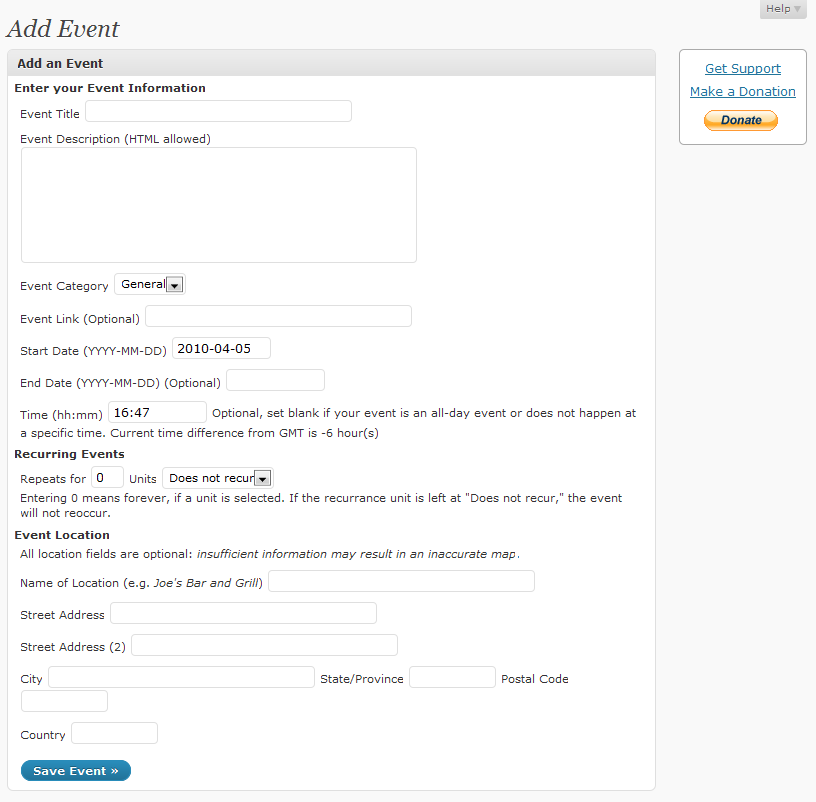 Help
Add Event
Add an Event
Get Support
Make a Donation
Donate
Enter your Event Information
Event Title
Event Description (HTML allowed)
Event Category General
Event Link (Optional)
Start Date (YYYY-MM-DD) 2010-04-05
End Date (YYYY-MM-DD) (Optional)
Time (hh:mm) 16:47 Optional, set blank if your event is an all-day event or does not happen at
a specific time. Current time difference from GMT is -6 hour(s)
Recurring Events
Repeats for 0 Units Does not recur
Entering 0 means forever, if a unit is selected. If the recurrance unit is left at "Does not recur," the event
will not reoccur.
Event Location
All location fields are optional: insufficient information may result in an inaccurate map.
Name of Location (e.g. Joe's Bar and Grill)
Street Address
Street Address (2)
City State/Province Postal Code
Country
Save Event »